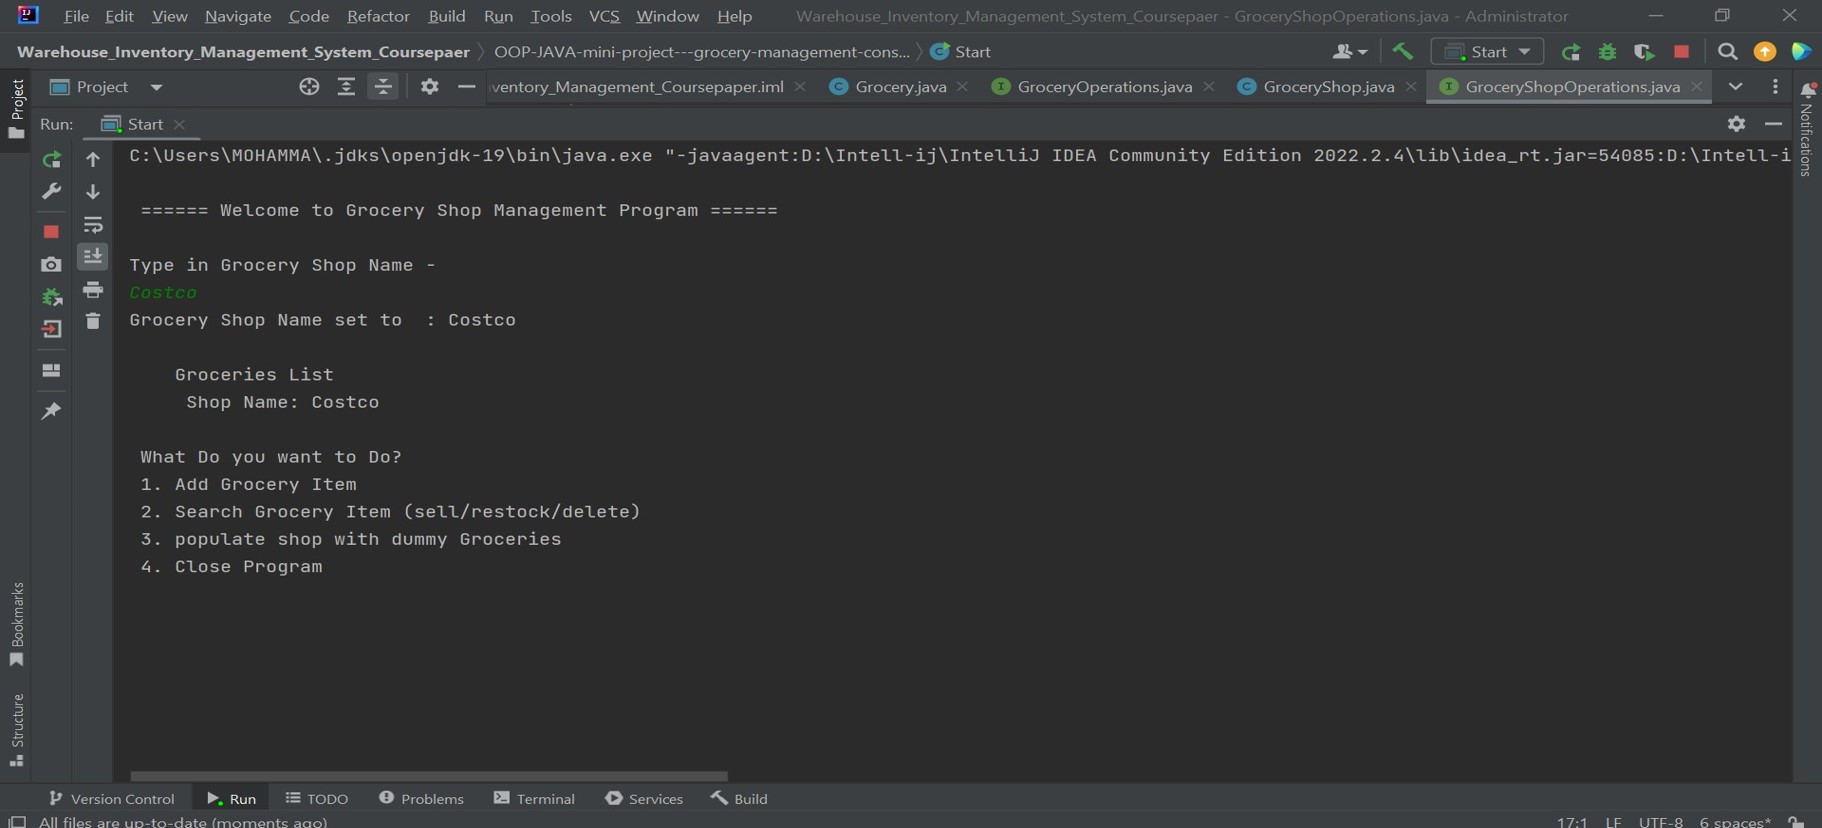 File Edit View Navigate Code Refactor Build Run Tools VCS Window Help Warehouse_Inventory_Management_System_Coursepaer - GroceryShopOperations.java - Administrator
Warehouse_Inventory_Management_System_Coursepaer OOP-JAVA-mini-project---grocery-management-cons... Start Start
Project ventory_Management_Coursepaper.iml Grocery.java GroceryOperations.java GroceryShop.java GroceryShopOperations.java
Project
Notifications
Run: Start
C:\Users\MOHAMMA\.jdks\openjdk-19\bin\java.exe "-javaagent:D:\Intell-ij\IntelliJ IDEA Community Edition 2022.2.4\lib\idea_rt.jar=54085:D:\Intell-i
====== Welcome to Grocery Shop Management Program ======
Type in Grocery Shop Name -
Costco
Grocery Shop Name set to  : Costco
Groceries List
Shop Name: Costco
What Do you want to Do?
1. Add Grocery Item
2. Search Grocery Item (sell/restock/delete)
3. populate shop with dummy Groceries
4. Close Program
Bookmarks
Structure
Version Control Run TODO Problems Terminal Services Build
All files are up-to-date (moments ago) 17:1 LF UTF-8 6 spaces*